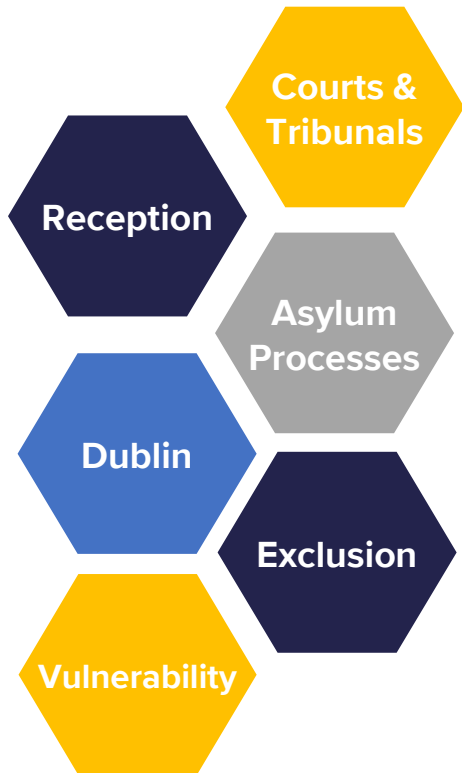 Courts &
Tribunals
Reception
Asylum
Processes
Dublin
Exclusion
Vulnerability